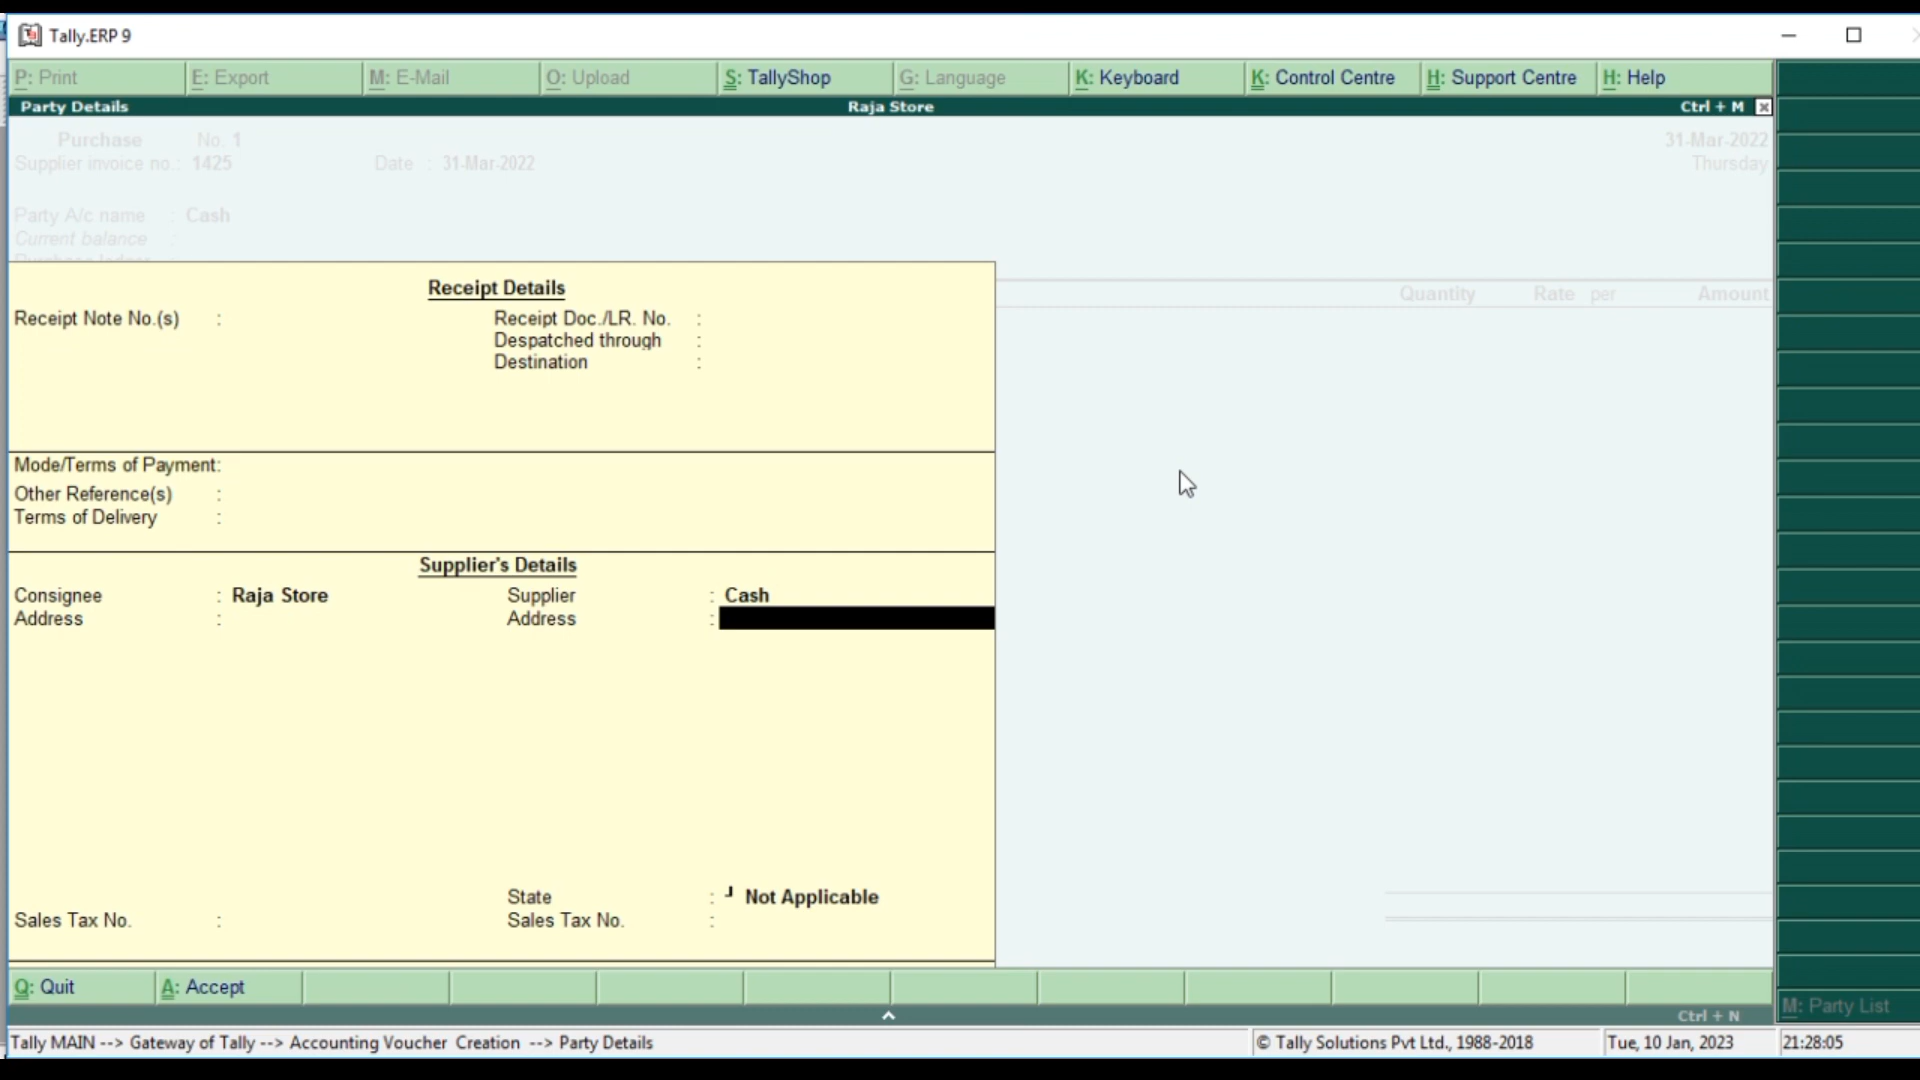 Tally.ERP 9
P: Print E: Export M: E-Mail O: Upload S: TallyShop G: Language K: Keyboard K: Control Centre H: Support Centre H: Help
Party Details Raja Store Ctrl + M
Purchase No. 1 31-Mar-2022
Supplier invoice no.: 1425 Date : 31-Mar-2022 Thursday
Party A/c name : Cash
Current balance :
Purchase ledger :
Quantity Rate per Amount
Receipt Details
Receipt Note No.(s) : Receipt Doc./LR. No. :
Despatched through :
Destination :
Mode/Terms of Payment:
Other Reference(s) :
Terms of Delivery :
Supplier's Details
Consignee : Raja Store Supplier : Cash
Address : Address :
State : ┘ Not Applicable
Sales Tax No. : Sales Tax No. :
Q: Quit A: Accept
M: Party List
Ctrl + N
Tally MAIN --> Gateway of Tally --> Accounting Voucher Creation --> Party Details © Tally Solutions Pvt Ltd., 1988-2018 Tue, 10 Jan, 2023 21:28:05